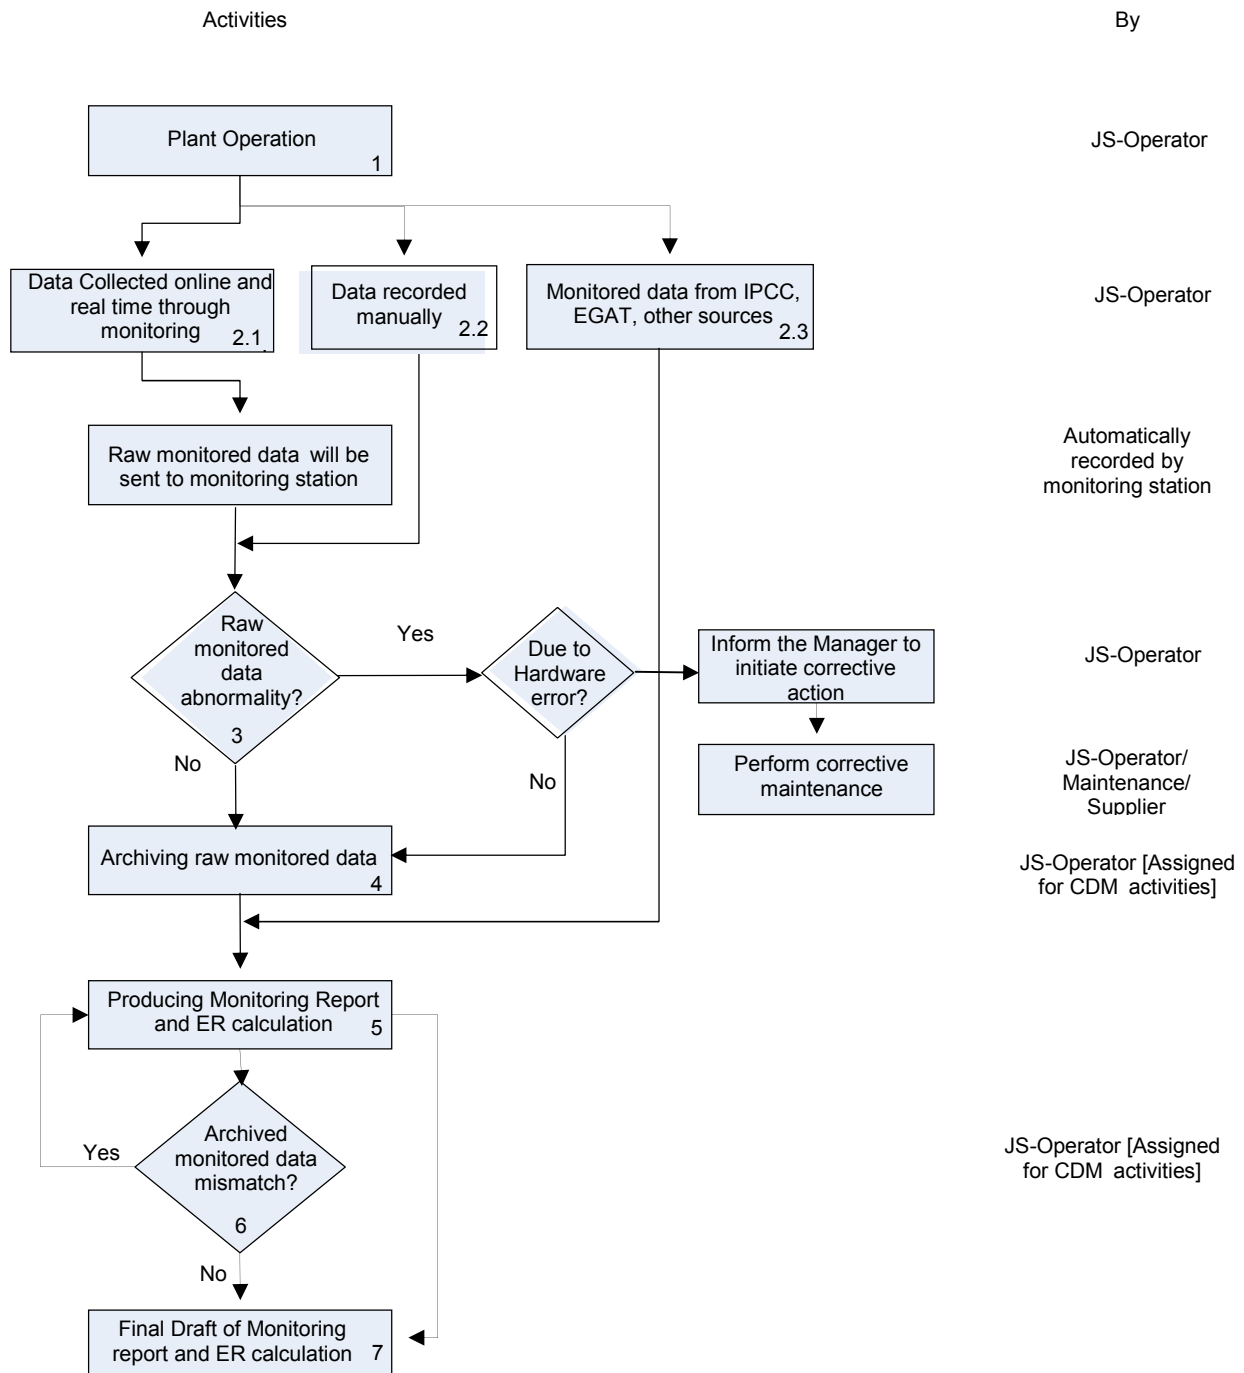 Activities
By
Plant Operation
1
JS-Operator
Data Collected online and
real time through
monitoring
2.1
.
Data recorded
manually
2.2
Monitored data from IPCC,
EGAT, other sources
2.3
JS-Operator
Raw monitored data will be
sent to monitoring station
Automatically
recorded by
monitoring station
Raw
monitored
data
abnormality?
3
Yes
Due to
Hardware
error?
Inform the Manager to
initiate corrective
action
JS-Operator
No
No
Perform corrective
maintenance
JS-Operator/
Maintenance/
Supplier
Archiving raw monitored data
4
JS-Operator [Assigned
for CDM activities]
Producing Monitoring Report
and ER calculation
5
Archived
monitored data
mismatch?
6
Yes
JS-Operator [Assigned
for CDM activities]
No
Final Draft of Monitoring
report and ER calculation
7